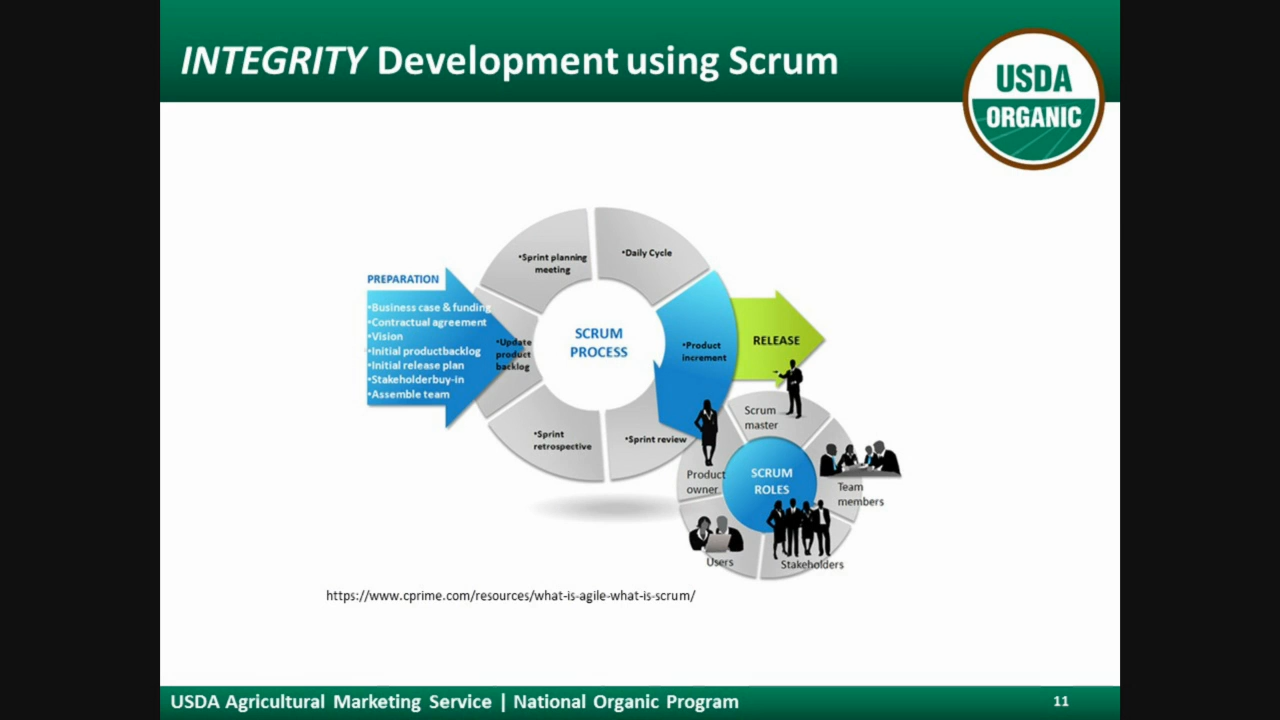 INTEGRITY Development using Scrum
USDA
ORGANIC
PREPARATION
•Business case & funding
•Contractual agreement
•Vision
•Initial productbacklog
•Initial release plan
•Stakeholderbuy-in
•Assemble team
•Sprint planning
meeting
•Daily Cycle
•Update
product
backlog
SCRUM
PROCESS
•Product
increment
RELEASE
•Sprint
retrospective
•Sprint review
Scrum
master
Product
owner
SCRUM
ROLES
Team
members
Users
Stakeholders
https://www.cprime.com/resources/what-is-agile-what-is-scrum/
USDA Agricultural Marketing Service | National Organic Program
11